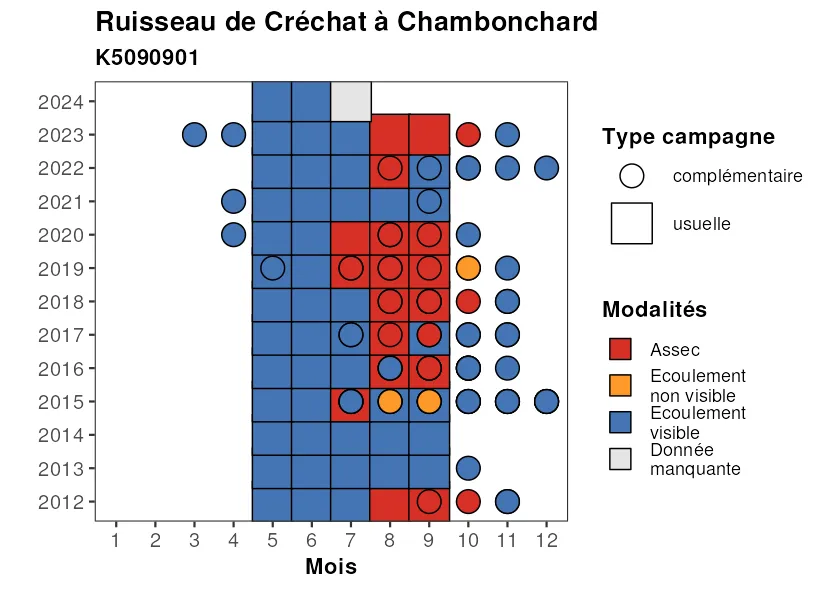 Ruisseau de Créchat à Chambonchard
K5090901
2024
2023
2022
2021
2020
2019
2018
2017
2016
2015
2014
2013
2012
1 2 3 4 5 6 7 8 9 10 11 12
Mois
Type campagne
complémentaire
usuelle
Modalités
Assec
Ecoulement
non visible
Ecoulement
visible
Donnée
manquante